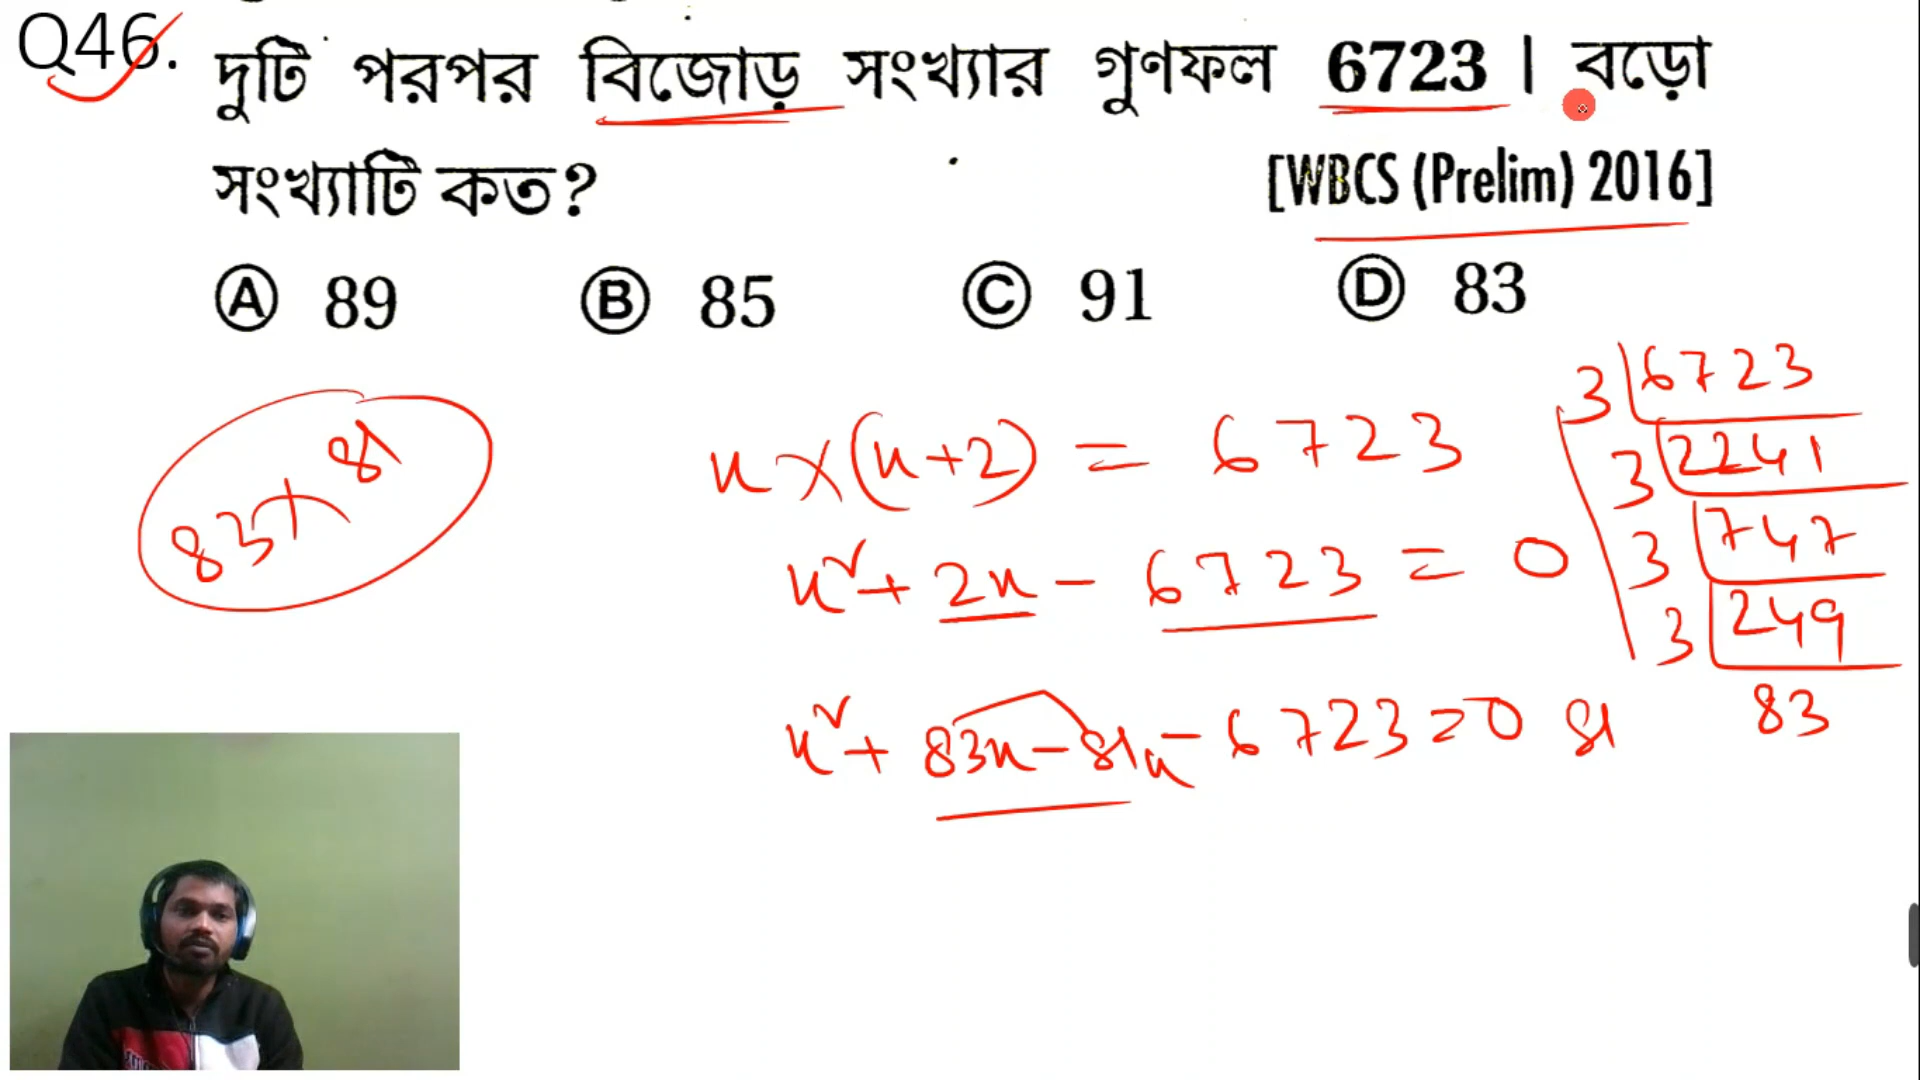 Q46.
দুটি পরপর বিজোড় সংখ্যার গুণফল 6723 । বড়ো
সংখ্যাটি কত? [WBCS (Prelim) 2016]
Ⓐ 89 Ⓑ 85 Ⓒ 91 Ⓓ 83
83 × 81
x × (x+2) = 6723
x² + 2x - 6723 = 0
x² + 83x - 81x - 6723 = 0
3 6723
3 2241
3 747
3 249
81 83